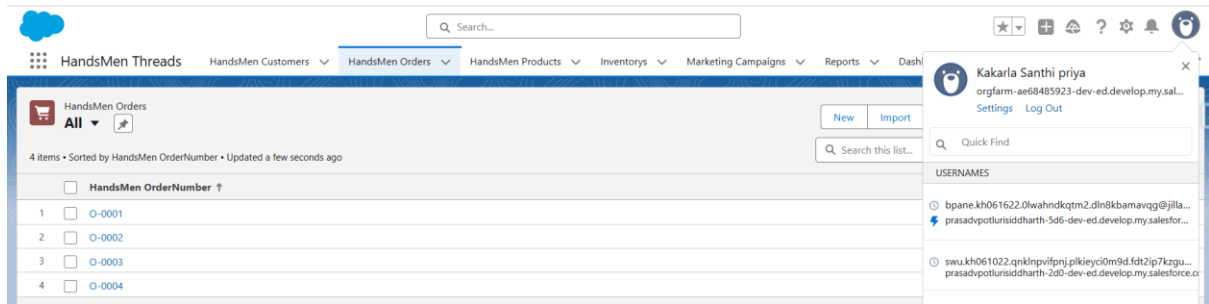 Search...
HandsMen Threads
HandsMen Customers
HandsMen Orders
HandsMen Products
Inventorys
Marketing Campaigns
Reports
Kakarla Santhi priya
orgfarm-ae68485923-dev-ed.develop.my.sal...
Settings Log Out
Quick Find
USERNAMES
bpane.kh061622.0lwahndkqtm2.dln8kbamavqg@jilla...
prasadvpotlurisiddharth-5d6-dev-ed.develop.my.salesfor...
swu.kh061022.qnklnpvifpnj.plkieyci0m9d.fdt2ip7kzgu...
prasadvpotlurisiddharth-2d0-dev-ed.develop.my.salesforce.c
HandsMen Orders
All
New Import
4 items • Sorted by HandsMen OrderNumber • Updated a few seconds ago
Search this list...
HandsMen OrderNumber ↑
1 O-0001
2 O-0002
3 O-0003
4 O-0004